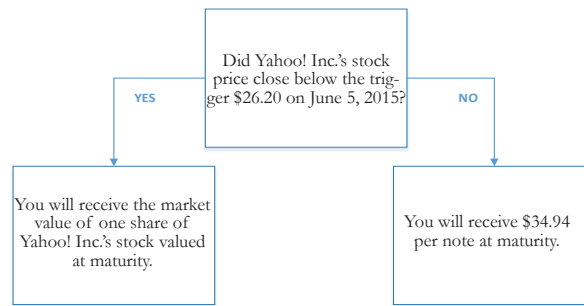 Did Yahoo! Inc.'s stock
price close below the trig-
ger $26.20 on June 5, 2015?
YES
NO
You will receive the market
value of one share of
Yahoo! Inc.'s stock valued
at maturity.
You will receive $34.94
per note at maturity.